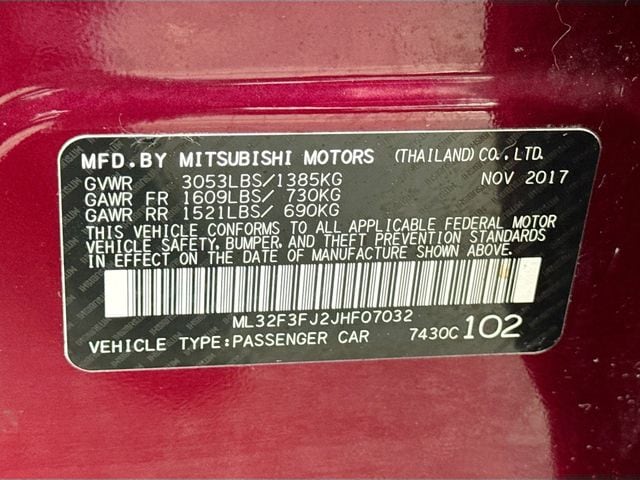 MFD.BY MITSUBISHI MOTORS (THAILAND)CO.,LTD.
GVWR 3053LBS/1385KG NOV 2017
GAWR FR 1609LBS/ 730KG
GAWR RR 1521LBS/ 690KG
THIS VEHICLE CONFORMS TO ALL APPLICABLE FEDERAL MOTOR
VEHICLE SAFETY, BUMPER, AND THEFT PREVENTION STANDARDS
IN EFFECT ON THE DATE OF MANUFACTURE SHOWN ABOVE.
ML32F3FJ2JHF07032
VEHICLE TYPE:PASSENGER CAR 7430C 102